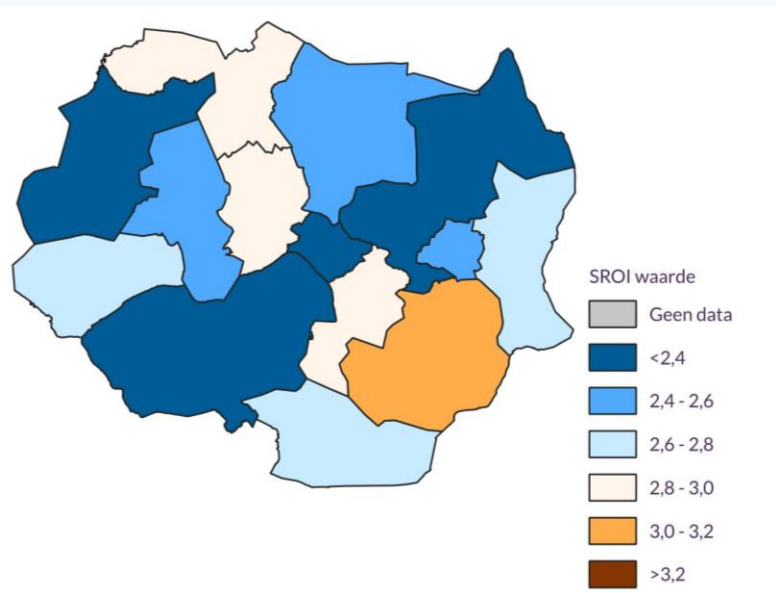 SROI waarde
Geen data
<2,4
2,4 - 2,6
2,6 - 2,8
2,8 - 3,0
3,0 - 3,2
>3,2